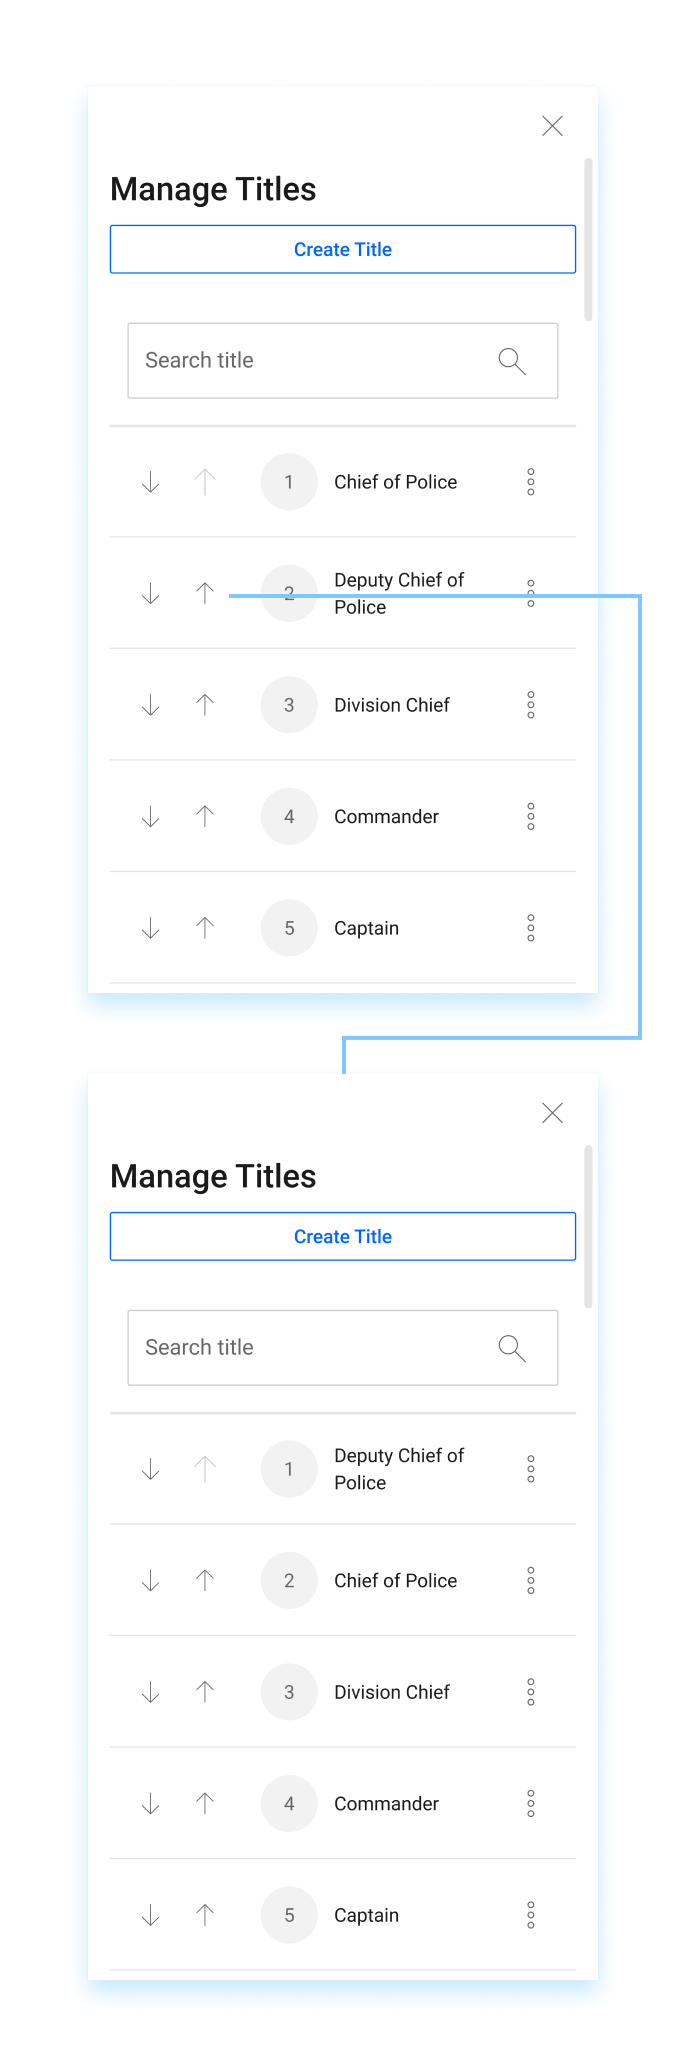 Manage Titles
Create Title
Search title
1 Chief of Police
2 Deputy Chief of
Police
3 Division Chief
4 Commander
5 Captain
Manage Titles
Create Title
Search title
1 Deputy Chief of
Police
2 Chief of Police
3 Division Chief
4 Commander
5 Captain